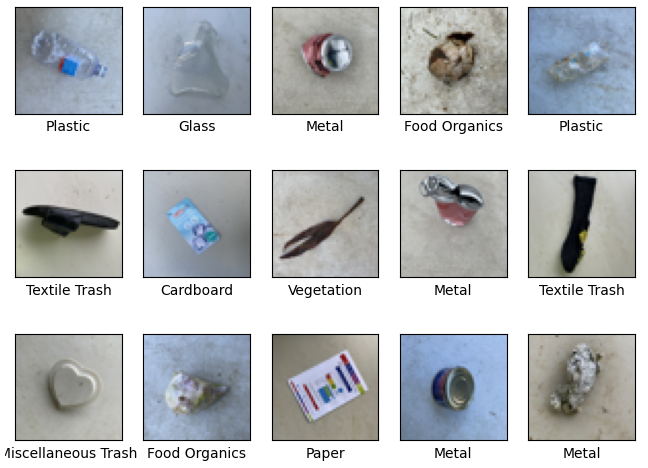 Plastic
Glass
Metal
Food Organics
Plastic
Textile Trash
Cardboard
Vegetation
Metal
Textile Trash
Miscellaneous Trash
Food Organics
Paper
Metal
Metal